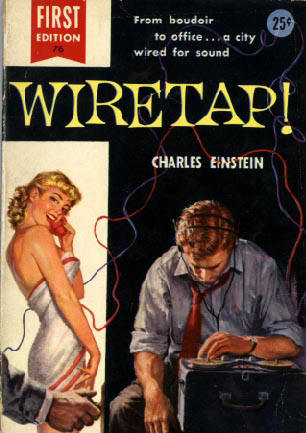 FIRST
EDITION
76
From boudoir
to office...a city
wired for sound
25¢
WIRETAP!
CHARLES EINSTEIN